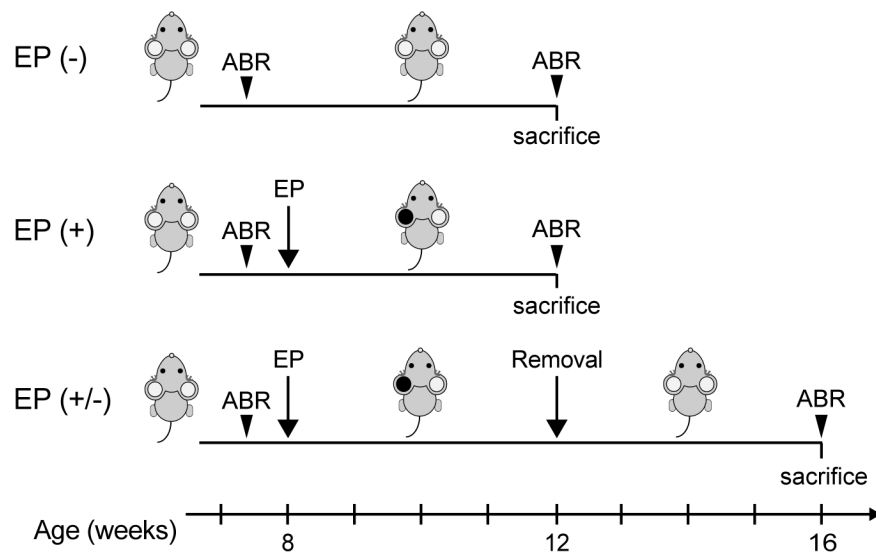 EP (-)
ABR
ABR
sacrifice
EP (+)
ABR
EP
ABR
sacrifice
EP (+/-)
ABR
EP
Removal
ABR
sacrifice
Age (weeks)
8
12
16